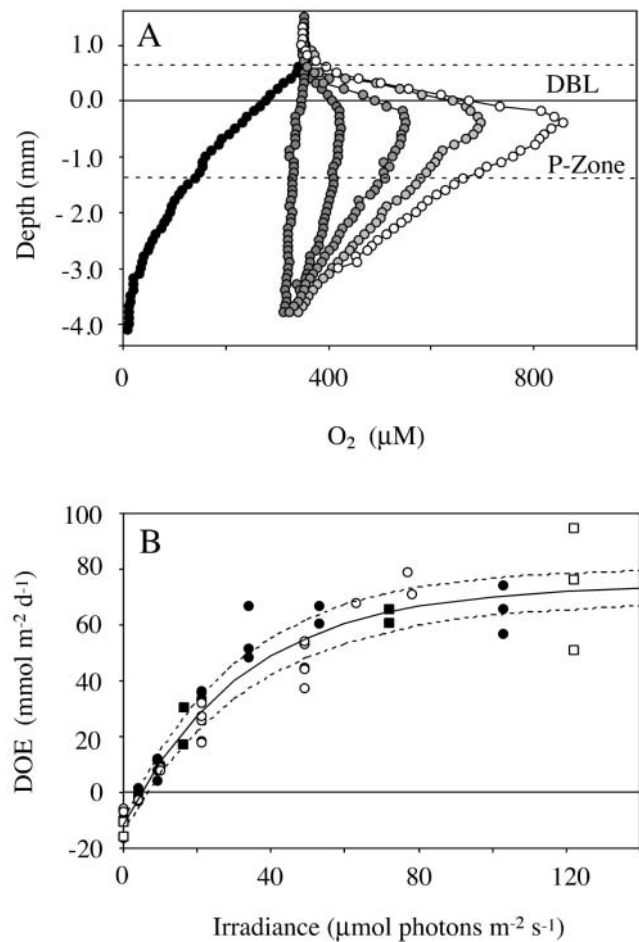 A
1.0
DBL
0.0
P-Zone
-1.0
-2.0
-3.0
-4.0
Depth (mm)
0 400 800
O₂ (μM)
B
100
80
60
40
20
0
-20
DOE (mmol m⁻² d⁻¹)
0 40 80 120
Irradiance (μmol photons m⁻² s⁻¹)